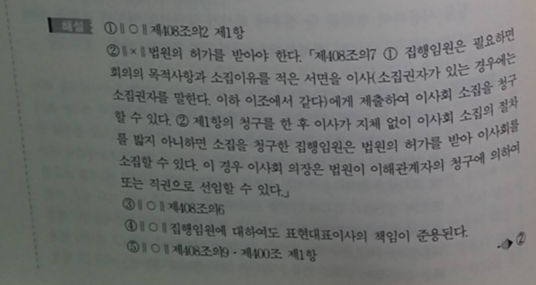 해설 ①‖○‖제408조의2 제1항
②‖×‖법원의 허가를 받아야 한다. 「제408조의7 ① 집행임원은 필요하면
회의의 목적사항과 소집이유를 적은 서면을 이사(소집권자가 있는 경우에는
소집권자를 말한다. 이하 이조에서 같다)에게 제출하여 이사회 소집을 청구
할 수 있다. ② 제1항의 청구를 한 후 이사가 지체 없이 이사회 소집의 절차
를 밟지 아니하면 소집을 청구한 집행임원은 법원의 허가를 받아 이사회를
소집할 수 있다. 이 경우 이사회 의장은 법원이 이해관계자의 청구에 의하여
또는 직권으로 선임할 수 있다.」
③‖○‖제408조의6
④‖○‖집행임원에 대하여도 표현대표이사의 책임이 준용된다.
⑤‖○‖제408조의9 - 제400조 제1항
②